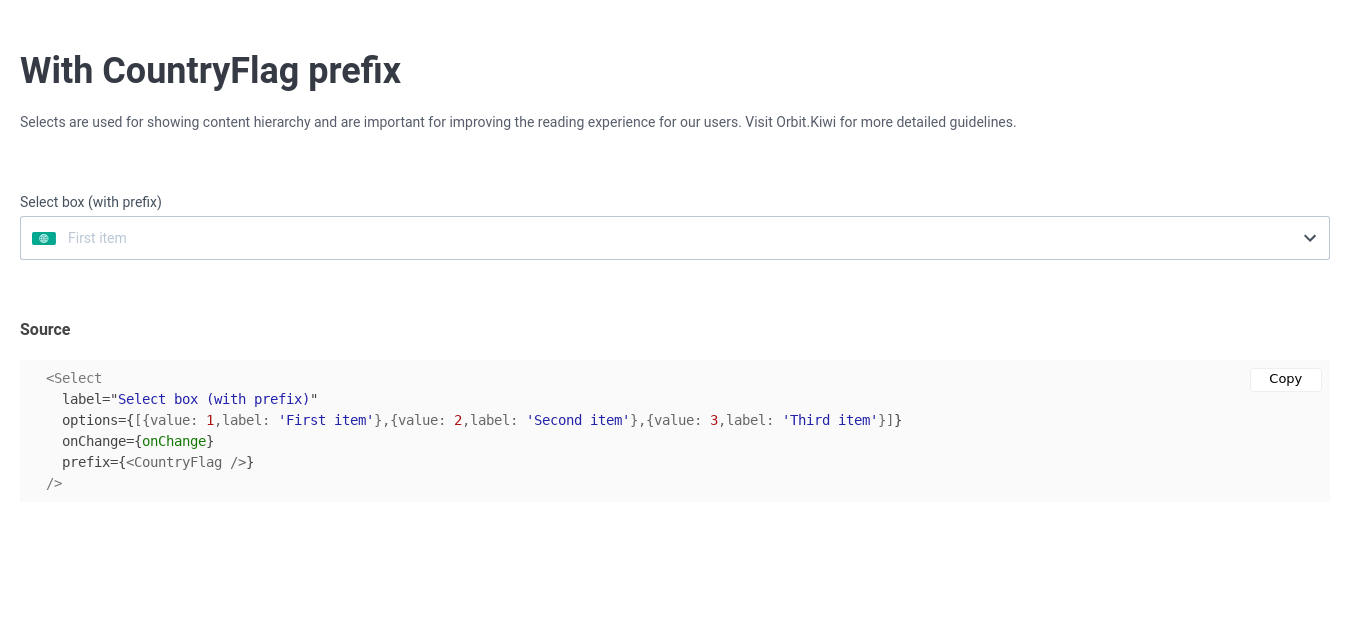 With CountryFlag prefix
Selects are used for showing content hierarchy and are important for improving the reading experience for our users. Visit Orbit.Kiwi for more detailed guidelines.
Select box (with prefix)
First item
Source
Copy
<Select
  label="Select box (with prefix)"
  options={[{value: 1,label: 'First item'},{value: 2,label: 'Second item'},{value: 3,label: 'Third item'}]}
  onChange={onChange}
  prefix={<CountryFlag />}
/>